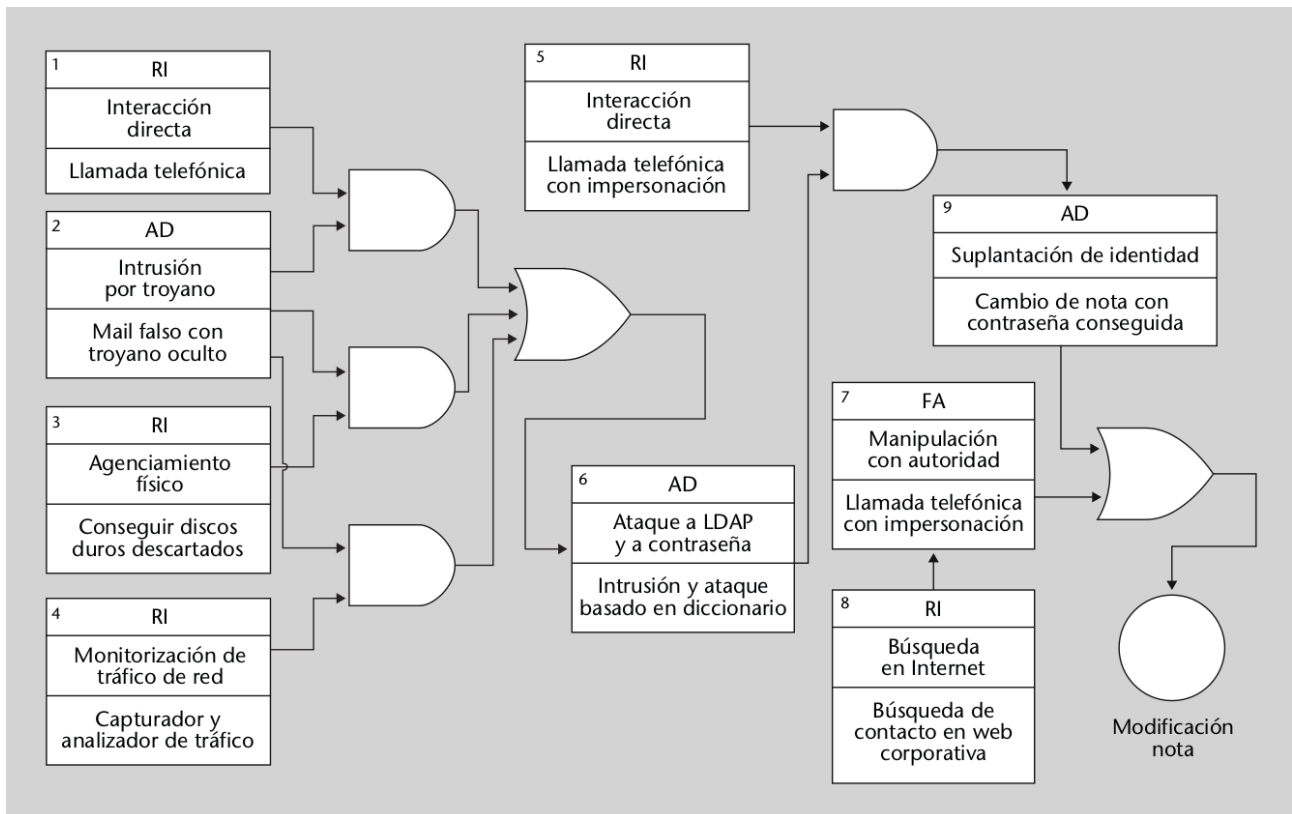 1
RI
Interacción
directa
Llamada telefónica
2
AD
Intrusión
por troyano
Mail falso con
troyano oculto
3
RI
Agenciamiento
físico
Conseguir discos
duros descartados
4
RI
Monitorización de
tráfico de red
Capturador y
analizador de tráfico
5
RI
Interacción
directa
Llamada telefónica
con impersonación
6
AD
Ataque a LDAP
y a contraseña
Intrusión y ataque
basado en diccionario
9
AD
Suplantación de identidad
Cambio de nota con
contraseña conseguida
7
FA
Manipulación
con autoridad
Llamada telefónica
con impersonación
8
RI
Búsqueda
en Internet
Búsqueda de
contacto en web
corporativa
Modificación
nota